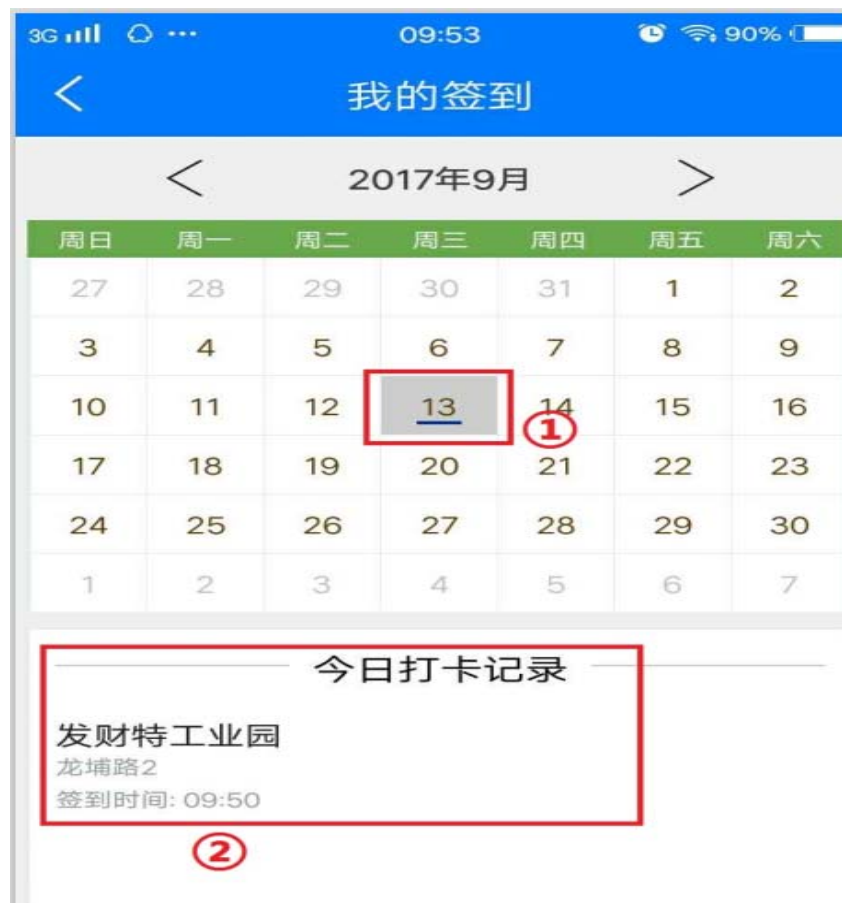 3G 09:53 90%
我的签到
2017年9月
周日 周一 周二 周三 周四 周五 周六
27 28 29 30 31 1 2
3 4 5 6 7 8 9
10 11 12 13 14 15 16
①
17 18 19 20 21 22 23
24 25 26 27 28 29 30
1 2 3 4 5 6 7
今日打卡记录
发财特工业园
龙埔路2
签到时间: 09:50
②